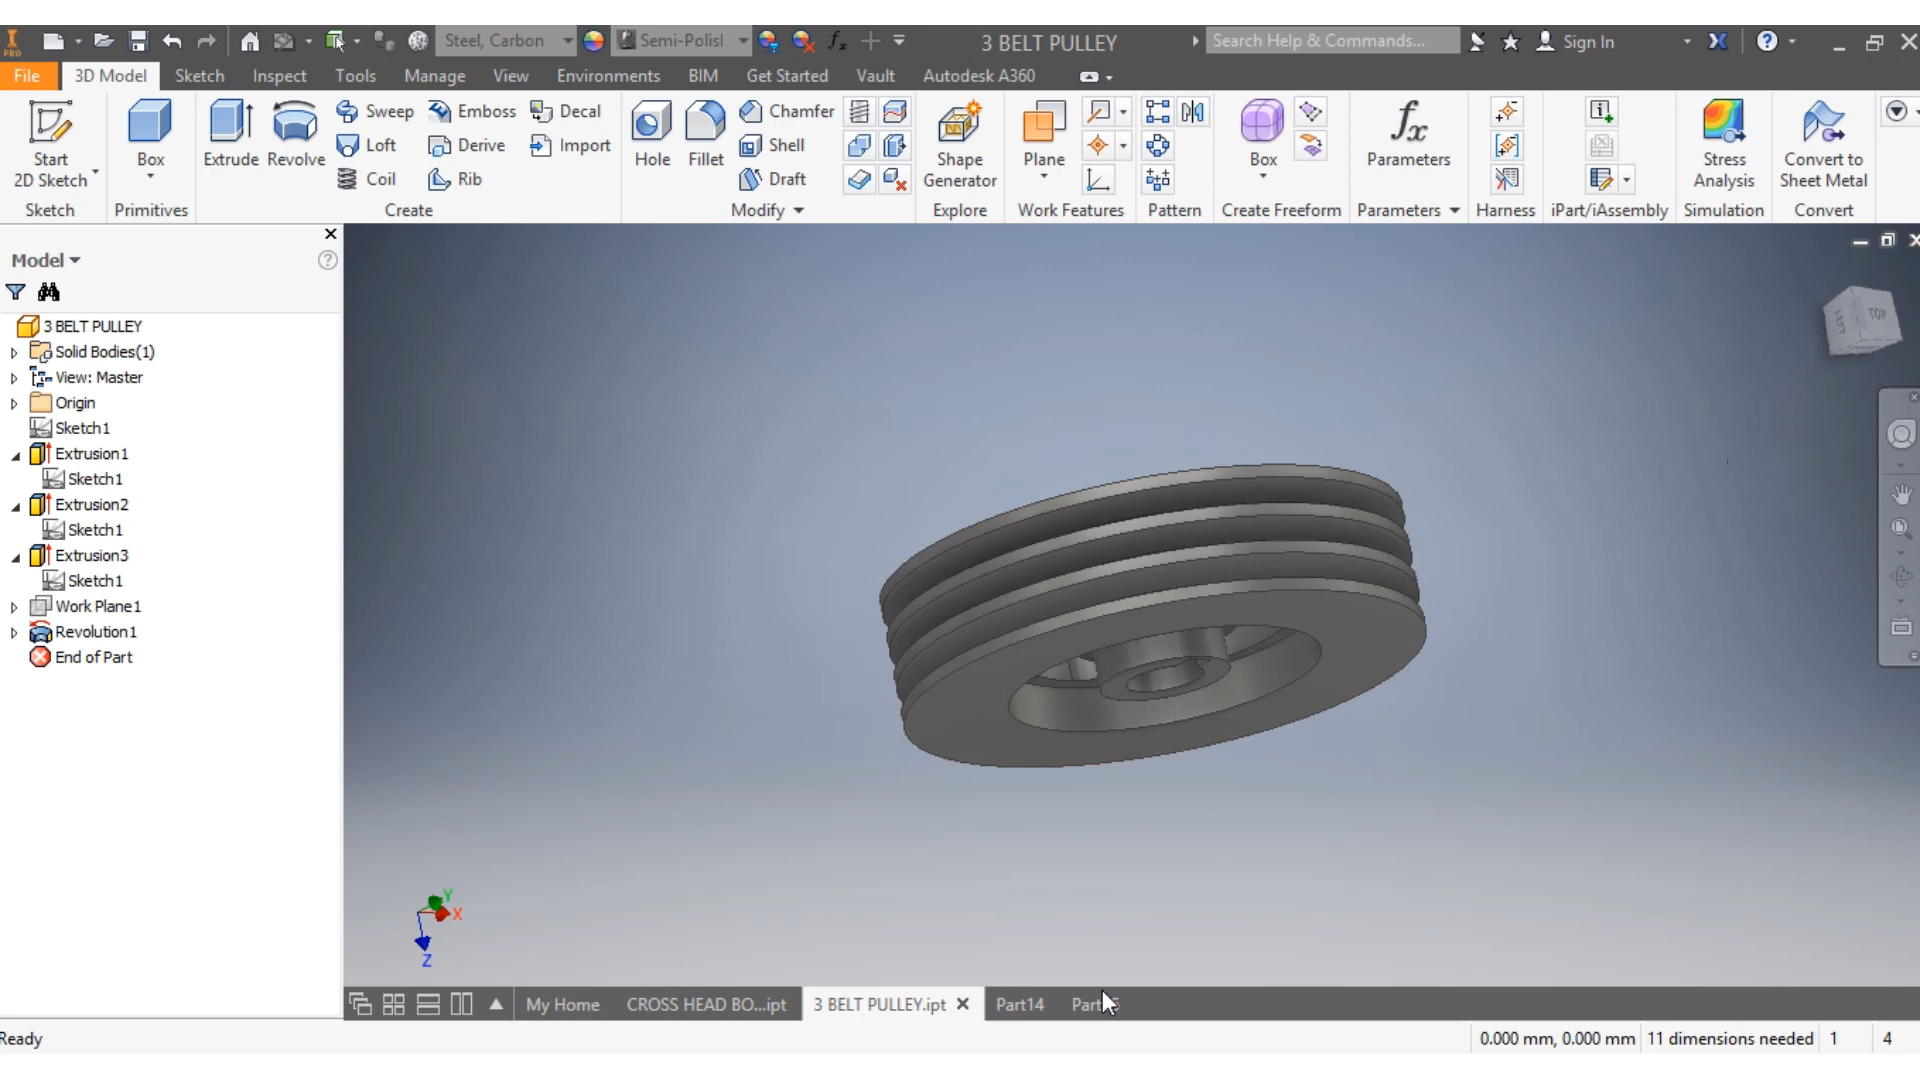 PRO Steel, Carbon Semi-Polisl fx 3 BELT PULLEY Search Help & Commands... Sign In
File 3D Model Sketch Inspect Tools Manage View Environments BIM Get Started Vault Autodesk A360
Start 2D Sketch Box Extrude Revolve Sweep Emboss Decal
Loft Derive Import
Coil Rib
Hole Fillet Chamfer
Shell
Draft
Shape Generator Plane Box fx Parameters Stress Analysis Convert to Sheet Metal
Sketch Primitives Create Modify Explore Work Features Pattern Create Freeform Parameters Harness iPart/iAssembly Simulation Convert
Model
3 BELT PULLEY
Solid Bodies(1)
View: Master
Origin
Sketch1
Extrusion1
Sketch1
Extrusion2
Sketch1
Extrusion3
Sketch1
Work Plane1
Revolution1
End of Part
LEFT TOP
Y
X
Z
My Home CROSS HEAD BO...ipt 3 BELT PULLEY.ipt Part14
Ready 0.000 mm, 0.000 mm 11 dimensions needed 1 4